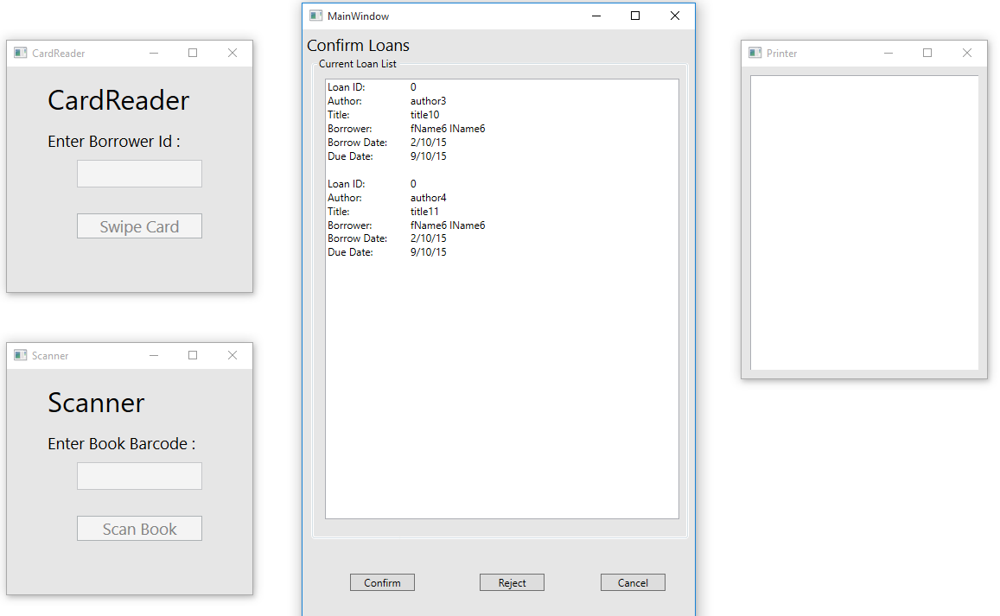 CardReader
CardReader
Enter Borrower Id :
Swipe Card
Scanner
Scanner
Enter Book Barcode :
Scan Book
MainWindow
Confirm Loans
Current Loan List
Loan ID: 0
Author: author3
Title: title10
Borrower: fName6 lName6
Borrow Date: 2/10/15
Due Date: 9/10/15
Loan ID: 0
Author: author4
Title: title11
Borrower: fName6 lName6
Borrow Date: 2/10/15
Due Date: 9/10/15
Confirm Reject Cancel
Printer